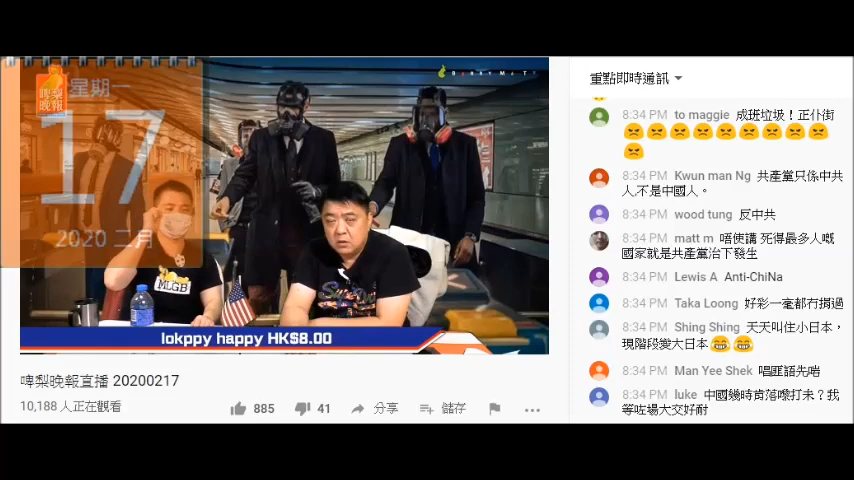 星期一
啤梨
晚報
17
2020 二月
BERRYMATE
MLGB
lokppy happy HK$8.00
啤梨晚報直播 20200217
10,188 人正在觀看
885
41
分享
儲存
重點即時通訊
8:34 PM to maggie 成班垃圾！正仆街
8:34 PM Kwun man Ng 共產黨只係中共
人,不是中國人。
8:34 PM wood tung 反中共
8:34 PM matt m 唔使講 死得最多人嘅
國家就是共產黨治下發生
8:34 PM Lewis A Anti-ChiNa
8:34 PM Taka Loong 好彩一毫都冇捐過
8:34 PM Shing Shing 天天叫住小日本,
現階段變大日本
8:34 PM Man Yee Shek 唱匪語先啱
8:34 PM luke 中國幾時肯落嚟打未？我
等咗場大交好耐